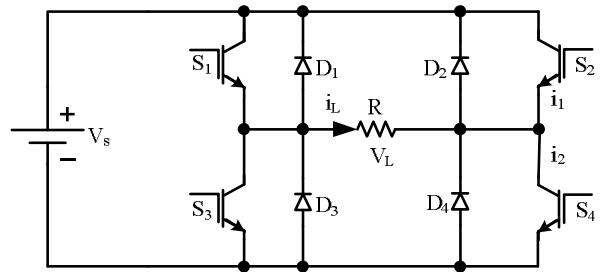 S1 D1 D2 S2
iL R i1
+ Vs
− VL i2
S3 D3 D4 S4